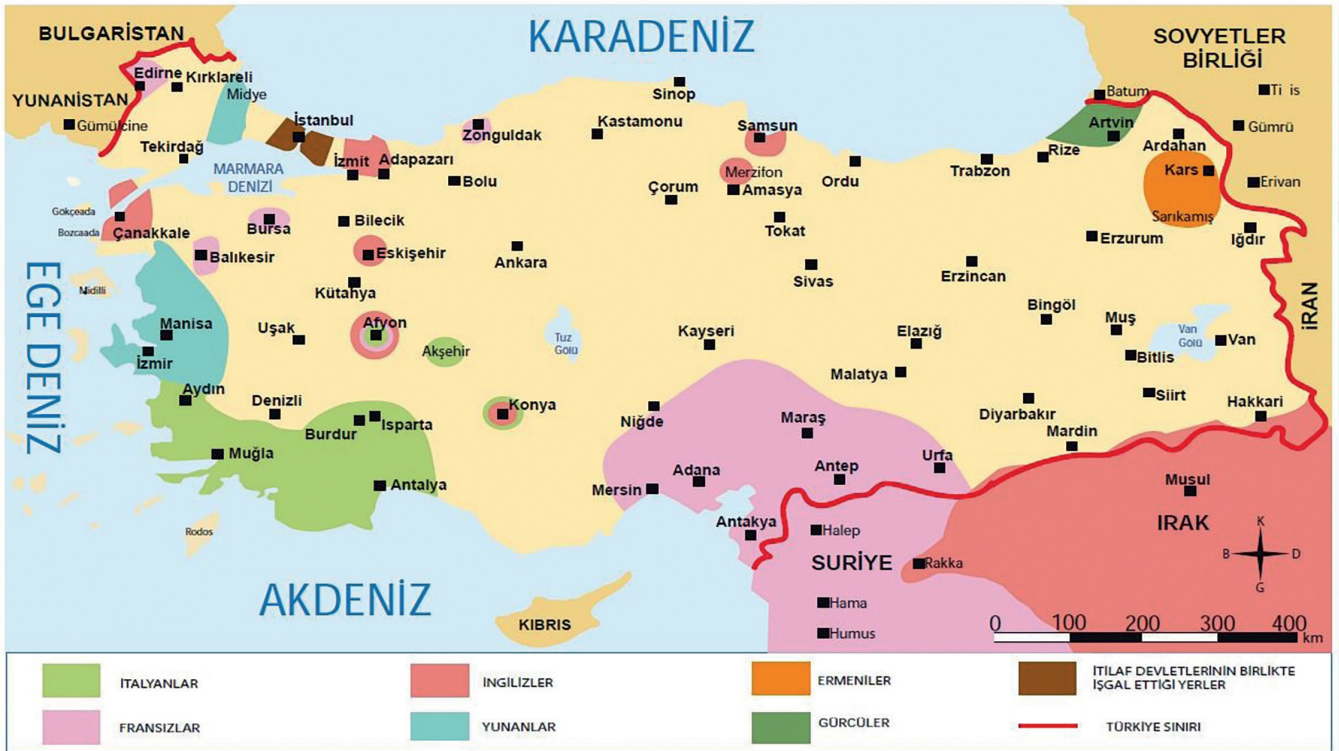 BULGARİSTAN
KARADENİZ
SOVYETLER
BİRLİĞİ
YUNANİSTAN
Edirne
Kırklareli
Midye
Gümülcine
Tekirdağ
İstanbul
MARMARA
DENİZİ
İzmit
Adapazarı
Zonguldak
Bolu
Kastamonu
Sinop
Samsun
Merzifon
Amasya
Çorum
Tokat
Ordu
Trabzon
Rize
Batum
Artvin
Ardahan
Kars
Sarıkamış
Ti is
Gümrü
Erivan
Iğdır
Gökçeada
Bozcaada
Çanakkale
Bursa
Bilecik
Balıkesir
Eskişehir
Kütahya
Ankara
Sivas
Erzincan
Erzurum
EGE DENİZ
Midilli
Manisa
İzmir
Uşak
Afyon
Akşehir
Tuz
Gölü
Kayseri
Elazığ
Malatya
Bingöl
Muş
Bitlis
Van
Gölü
Van
Siirt
Hakkari
İRAN
Aydın
Denizli
Burdur
Isparta
Muğla
Antalya
Konya
Niğde
Mersin
Adana
Maraş
Antep
Urfa
Diyarbakır
Mardin
Antakya
Halep
SURİYE
Rakka
Hama
Humus
Musul
IRAK
Rodos
AKDENİZ
KIBRIS
K
B
D
G
0 100 200 300 400
km
İTALYANLAR
İNGİLİZLER
ERMENİLER
İTİLAF DEVLETLERİNİN BİRLİKTE
İŞGAL ETTİĞİ YERLER
FRANSIZLAR
YUNANLAR
GÜRCÜLER
TÜRKİYE SINIRI